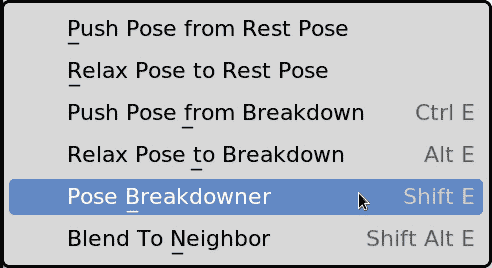 Push Pose from Rest Pose
Relax Pose to Rest Pose
Push Pose from Breakdown Ctrl E
Relax Pose to Breakdown Alt E
Pose Breakdowner Shift E
Blend To Neighbor Shift Alt E